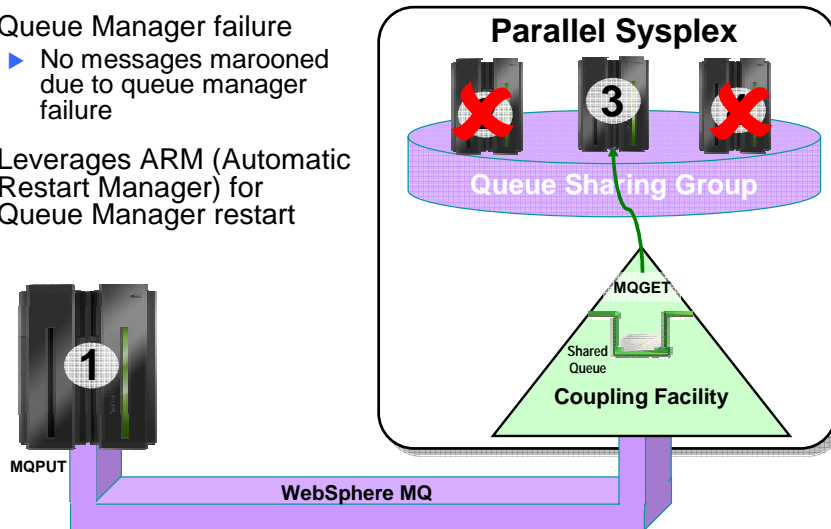 Queue Manager failure
No messages marooned
due to queue manager
failure
Leverages ARM (Automatic
Restart Manager) for
Queue Manager restart
Parallel Sysplex
3
Queue Sharing Group
MQGET
Shared
Queue
Coupling Facility
1
MQPUT
WebSphere MQ